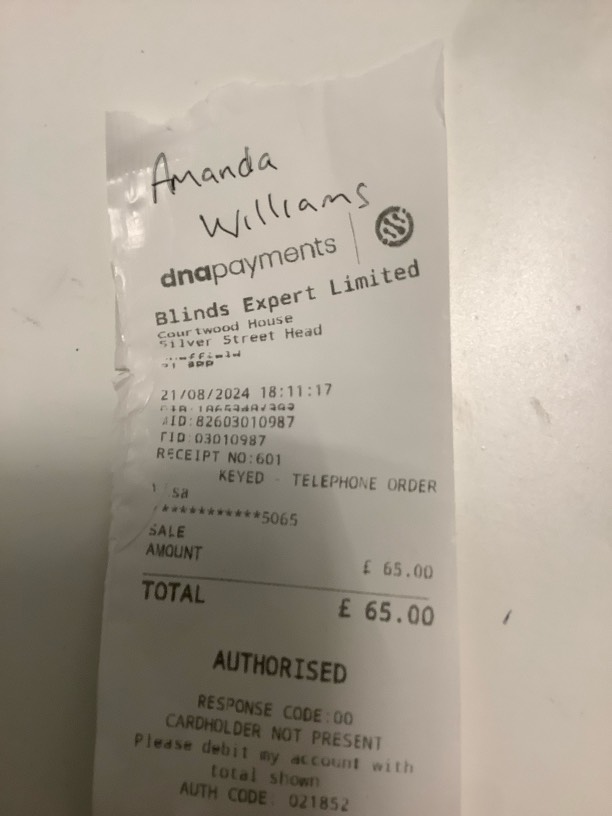 Amanda
Williams
dnapayments
Blinds Expert Limited
Courtwood House
Silver Street Head
21/08/2024 18:11:17
MID:82603010987
TID:03010987
RECEIPT NO:601
KEYED - TELEPHONE ORDER
Visa
***********5065
SALE
AMOUNT £ 65.00
TOTAL £ 65.00
AUTHORISED
RESPONSE CODE:00
CARDHOLDER NOT PRESENT
Please debit my account with
total shown
AUTH CODE: 021852